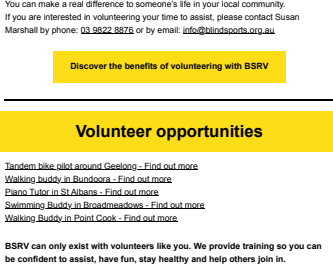 You can make a real difference to someone's life in your local community.
If you are interested in volunteering your time to assist, please contact Susan
Marshall by phone: 03 9822 8876 or by email: info@blindsports.org.au
Discover the benefits of volunteering with BSRV
Volunteer opportunities
Tandem bike pilot around Geelong - Find out more
Walking buddy in Bundoora - Find out more
Piano Tutor in St Albans - Find out more
Swimming Buddy in Broadmeadows - Find out more
Walking Buddy in Point Cook - Find out more
BSRV can only exist with volunteers like you. We provide training so you can
be confident to assist, have fun, stay healthy and help others join in.